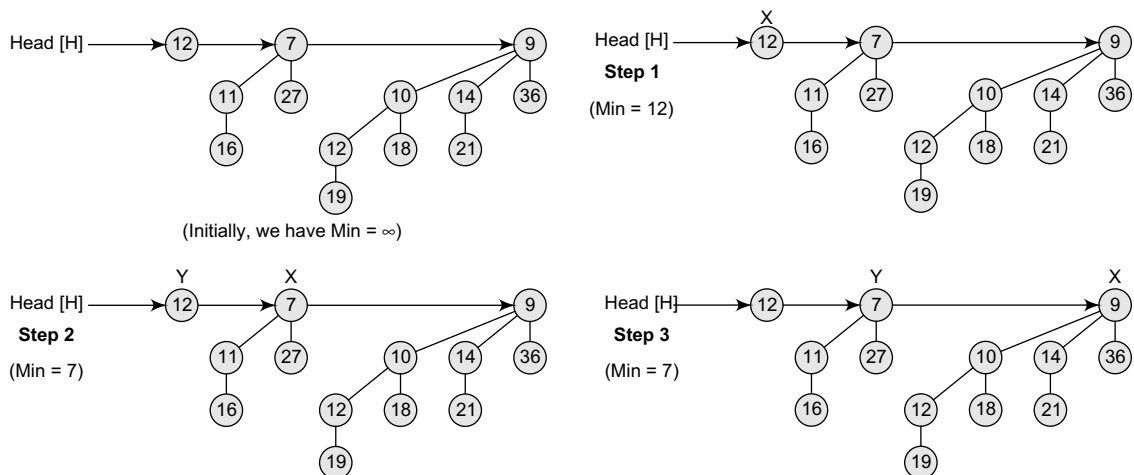 Head [H] 12 7 9
11 27 10 14 36
16 12 18 21
19
(Initially, we have Min = ∞)
X
Head [H] 12 7 9
Step 1
11 27 10 14 36
(Min = 12)
16 12 18 21
19
Y X
Head [H] 12 7 9
Step 2
11 27 10 14 36
(Min = 7)
16 12 18 21
19
Y X
Head [H] 12 7 9
Step 3
11 27 10 14 36
(Min = 7)
16 12 18 21
19